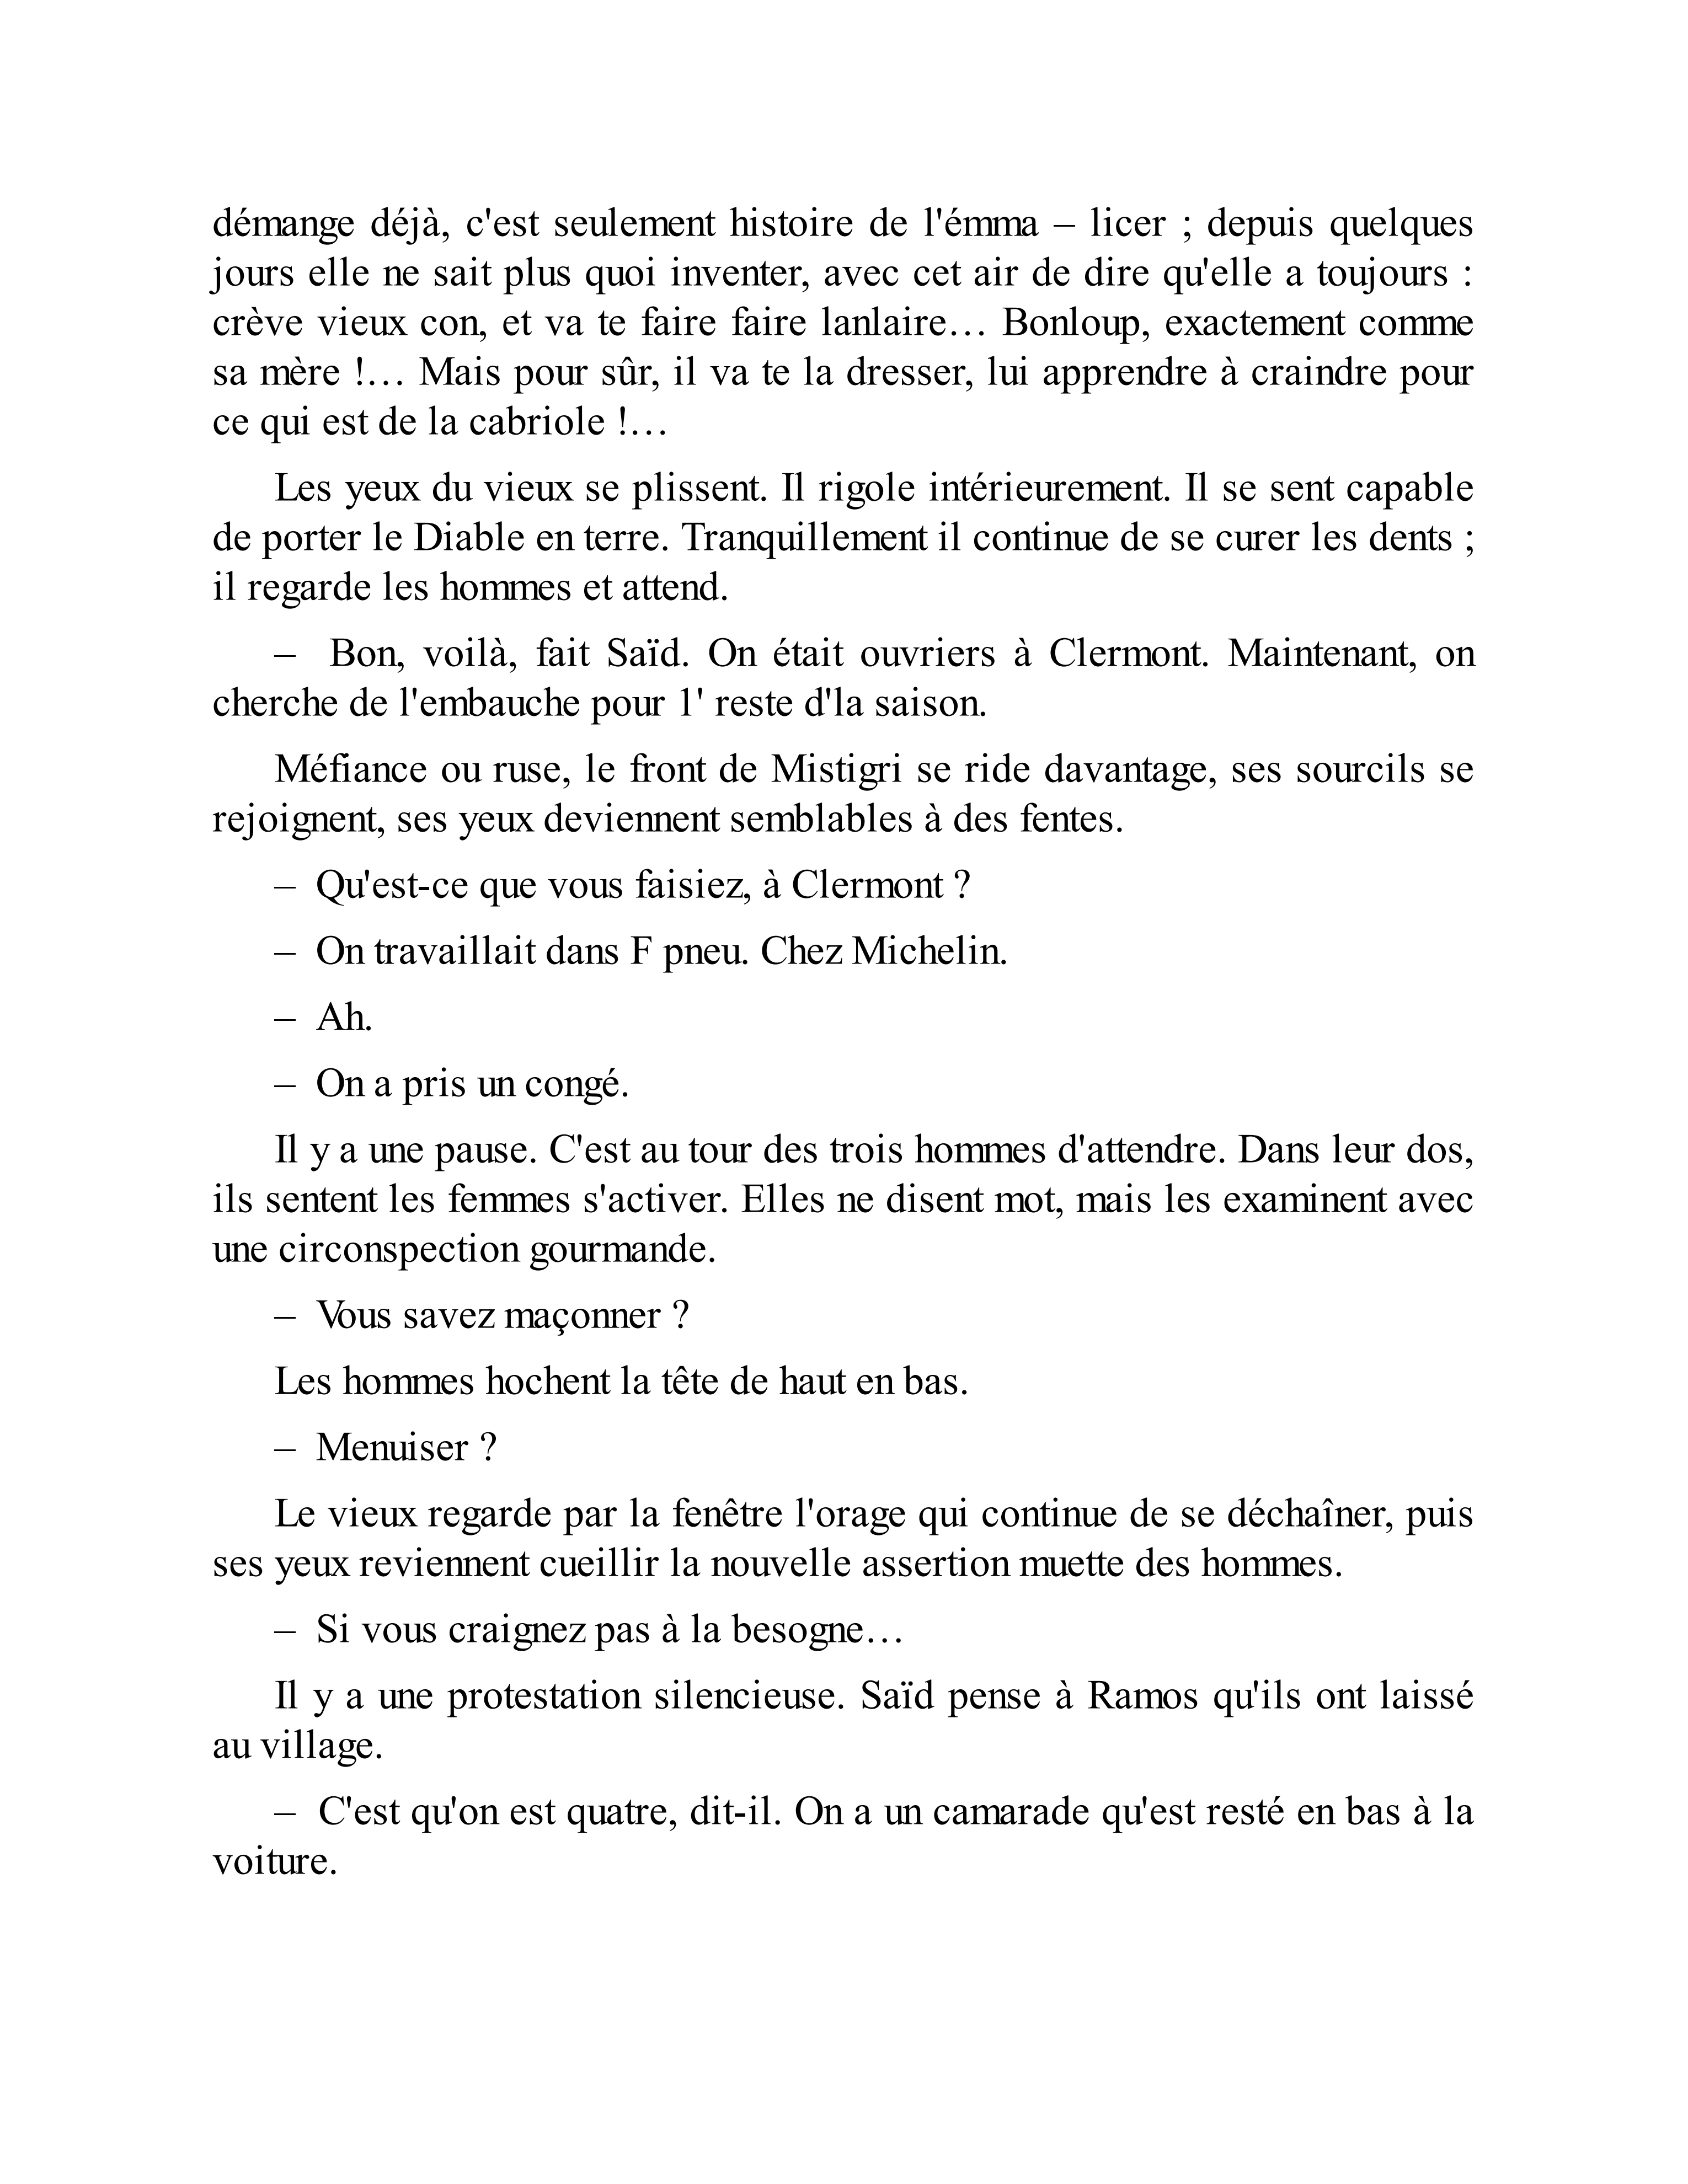 démange déjà, c'est seulement histoire de l'émma – licer ; depuis quelques
jours elle ne sait plus quoi inventer, avec cet air de dire qu'elle a toujours :
crève vieux con, et va te faire faire lanlaire… Bonloup, exactement comme
sa mère !… Mais pour sûr, il va te la dresser, lui apprendre à craindre pour
ce qui est de la cabriole !…
Les yeux du vieux se plissent. Il rigole intérieurement. Il se sent capable
de porter le Diable en terre. Tranquillement il continue de se curer les dents ;
il regarde les hommes et attend.
– Bon, voilà, fait Saïd. On était ouvriers à Clermont. Maintenant, on
cherche de l'embauche pour 1' reste d'la saison.
Méfiance ou ruse, le front de Mistigri se ride davantage, ses sourcils se
rejoignent, ses yeux deviennent semblables à des fentes.
– Qu'est-ce que vous faisiez, à Clermont ?
– On travaillait dans F pneu. Chez Michelin.
– Ah.
– On a pris un congé.
Il y a une pause. C'est au tour des trois hommes d'attendre. Dans leur dos,
ils sentent les femmes s'activer. Elles ne disent mot, mais les examinent avec
une circonspection gourmande.
– Vous savez maçonner ?
Les hommes hochent la tête de haut en bas.
– Menuiser ?
Le vieux regarde par la fenêtre l'orage qui continue de se déchaîner, puis
ses yeux reviennent cueillir la nouvelle assertion muette des hommes.
– Si vous craignez pas à la besogne…
Il y a une protestation silencieuse. Saïd pense à Ramos qu'ils ont laissé
au village.
– C'est qu'on est quatre, dit-il. On a un camarade qu'est resté en bas à la
voiture.